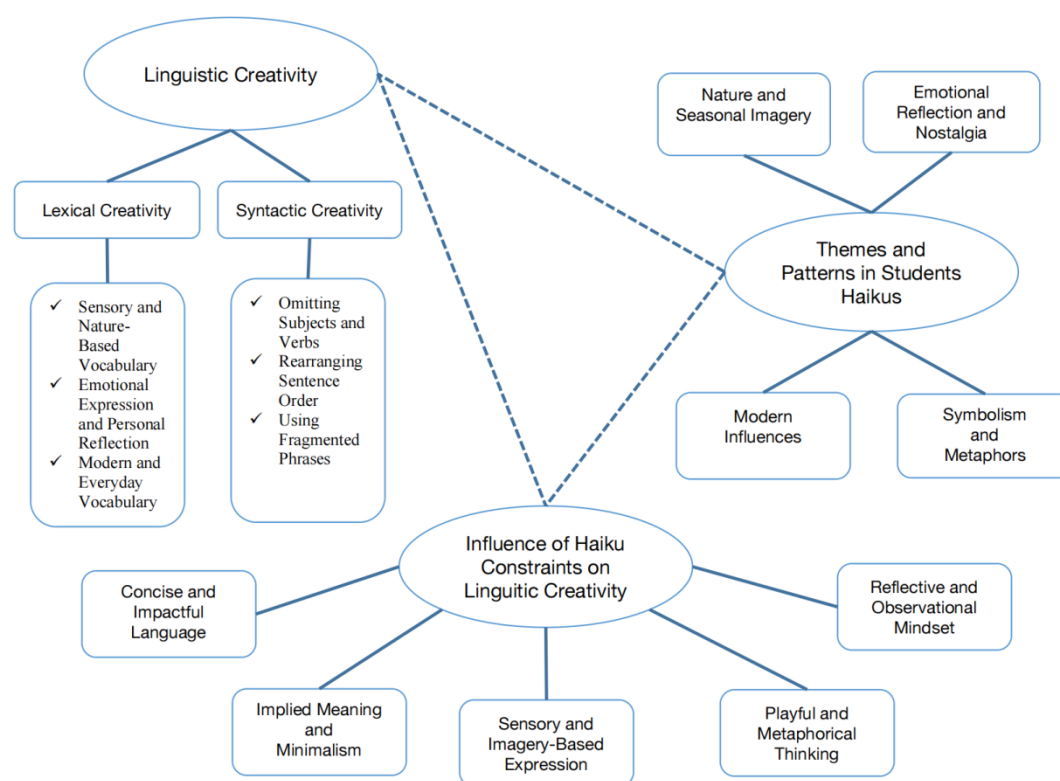 Linguistic Creativity
Lexical Creativity
Syntactic Creativity
✓ Sensory and
Nature-
Based
Vocabulary
✓ Emotional
Expression
and Personal
Reflection
✓ Modern and
Everyday
Vocabulary
✓ Omitting
Subjects and
Verbs
✓ Rearranging
Sentence
Order
✓ Using
Fragmented
Phrases
Nature and
Seasonal Imagery
Emotional
Reflection and
Nostalgia
Themes and
Patterns in Students
Haikus
Modern
Influences
Symbolism
and
Metaphors
Influence of Haiku
Constraints on
Linguitic Creativity
Concise and
Impactful
Language
Implied Meaning
and
Minimalism
Sensory and
Imagery-Based
Expression
Playful and
Metaphorical
Thinking
Reflective and
Observational
Mindset